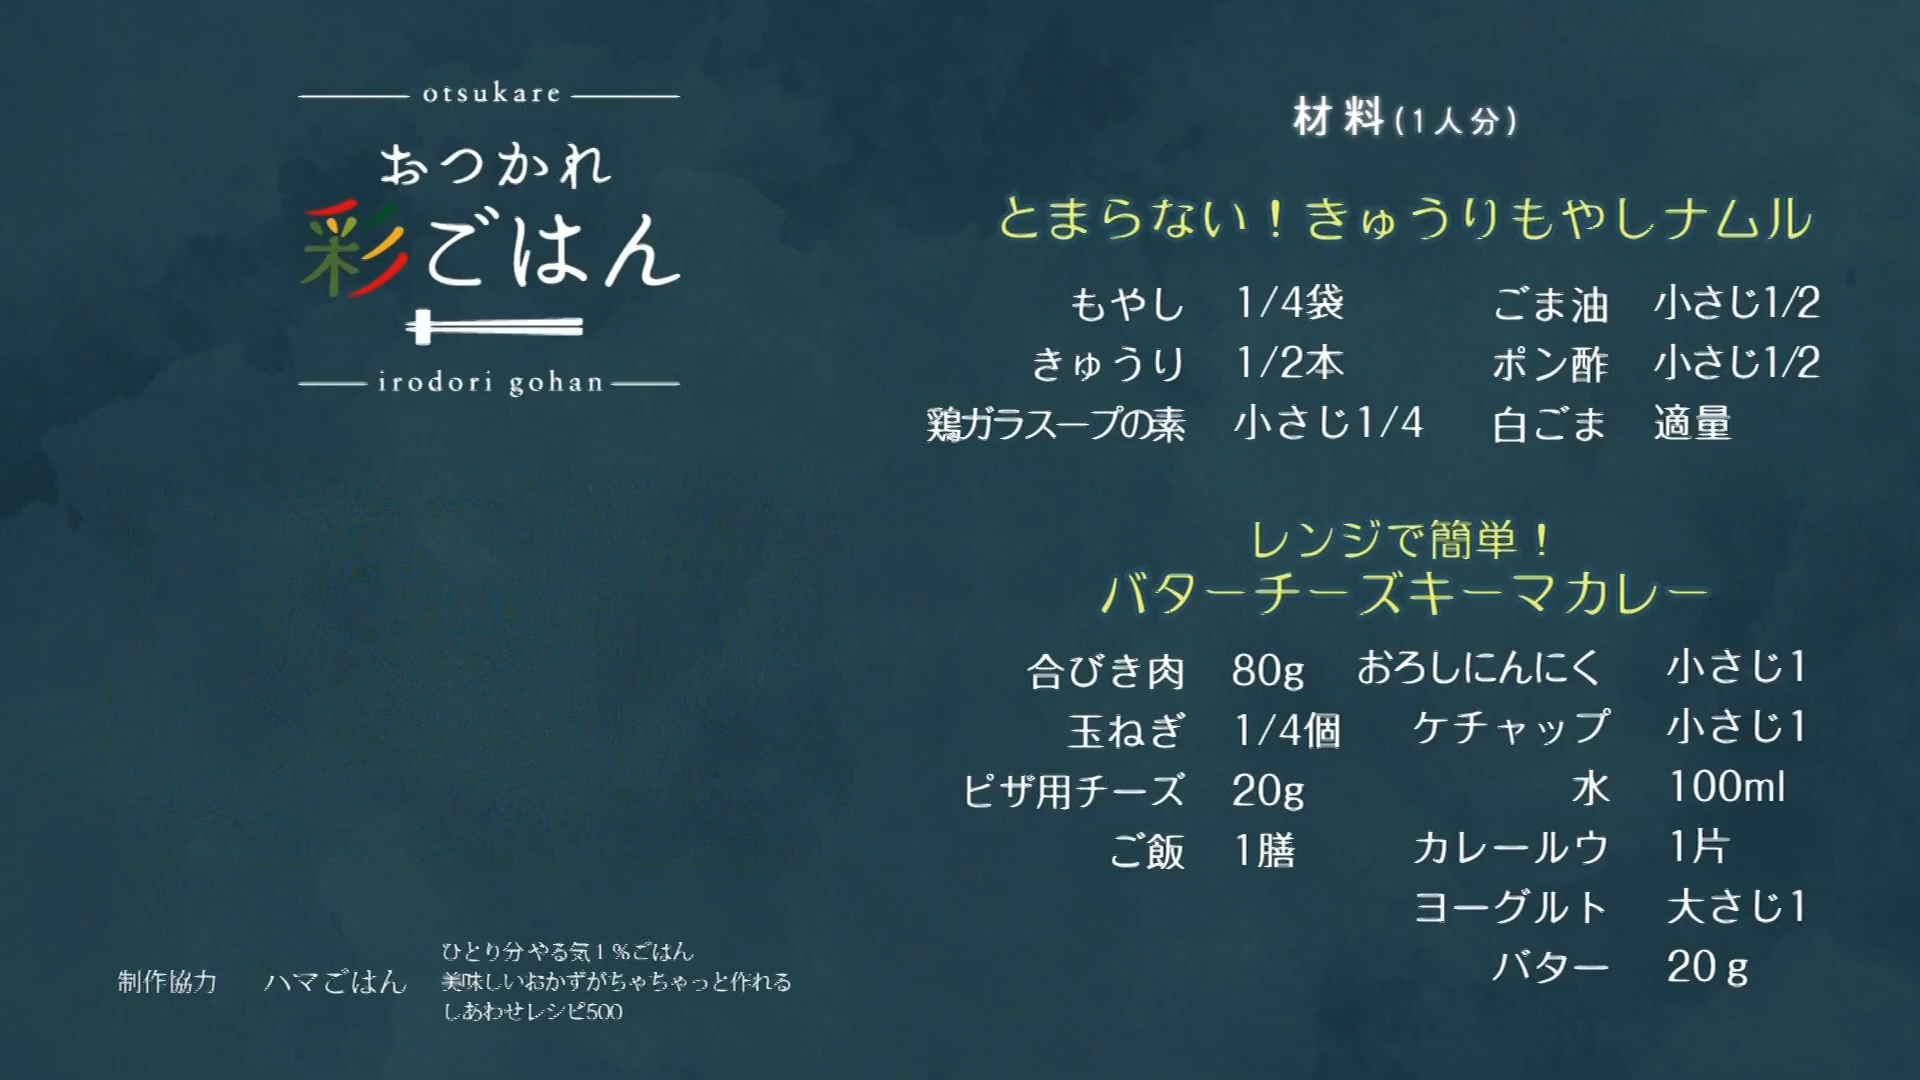 otsukare
おつかれ
彩ごはん
irodori gohan
材料(1人分)
とまらない！きゅうりもやしナムル
もやし 1/4袋 ごま油 小さじ1/2
きゅうり 1/2本 ポン酢 小さじ1/2
鶏ガラスープの素 小さじ1/4 白ごま 適量
レンジで簡単！
バターチーズキーマカレー
合びき肉 80g おろしにんにく 小さじ1
玉ねぎ 1/4個 ケチャップ 小さじ1
ピザ用チーズ 20g 水 100ml
ご飯 1膳 カレールウ 1片
ヨーグルト 大さじ1
バター 20g
制作協力 ハマごはん
ひとり分やる気1%ごはん
美味しいおかずがちゃちゃっと作れる
しあわせレシピ500